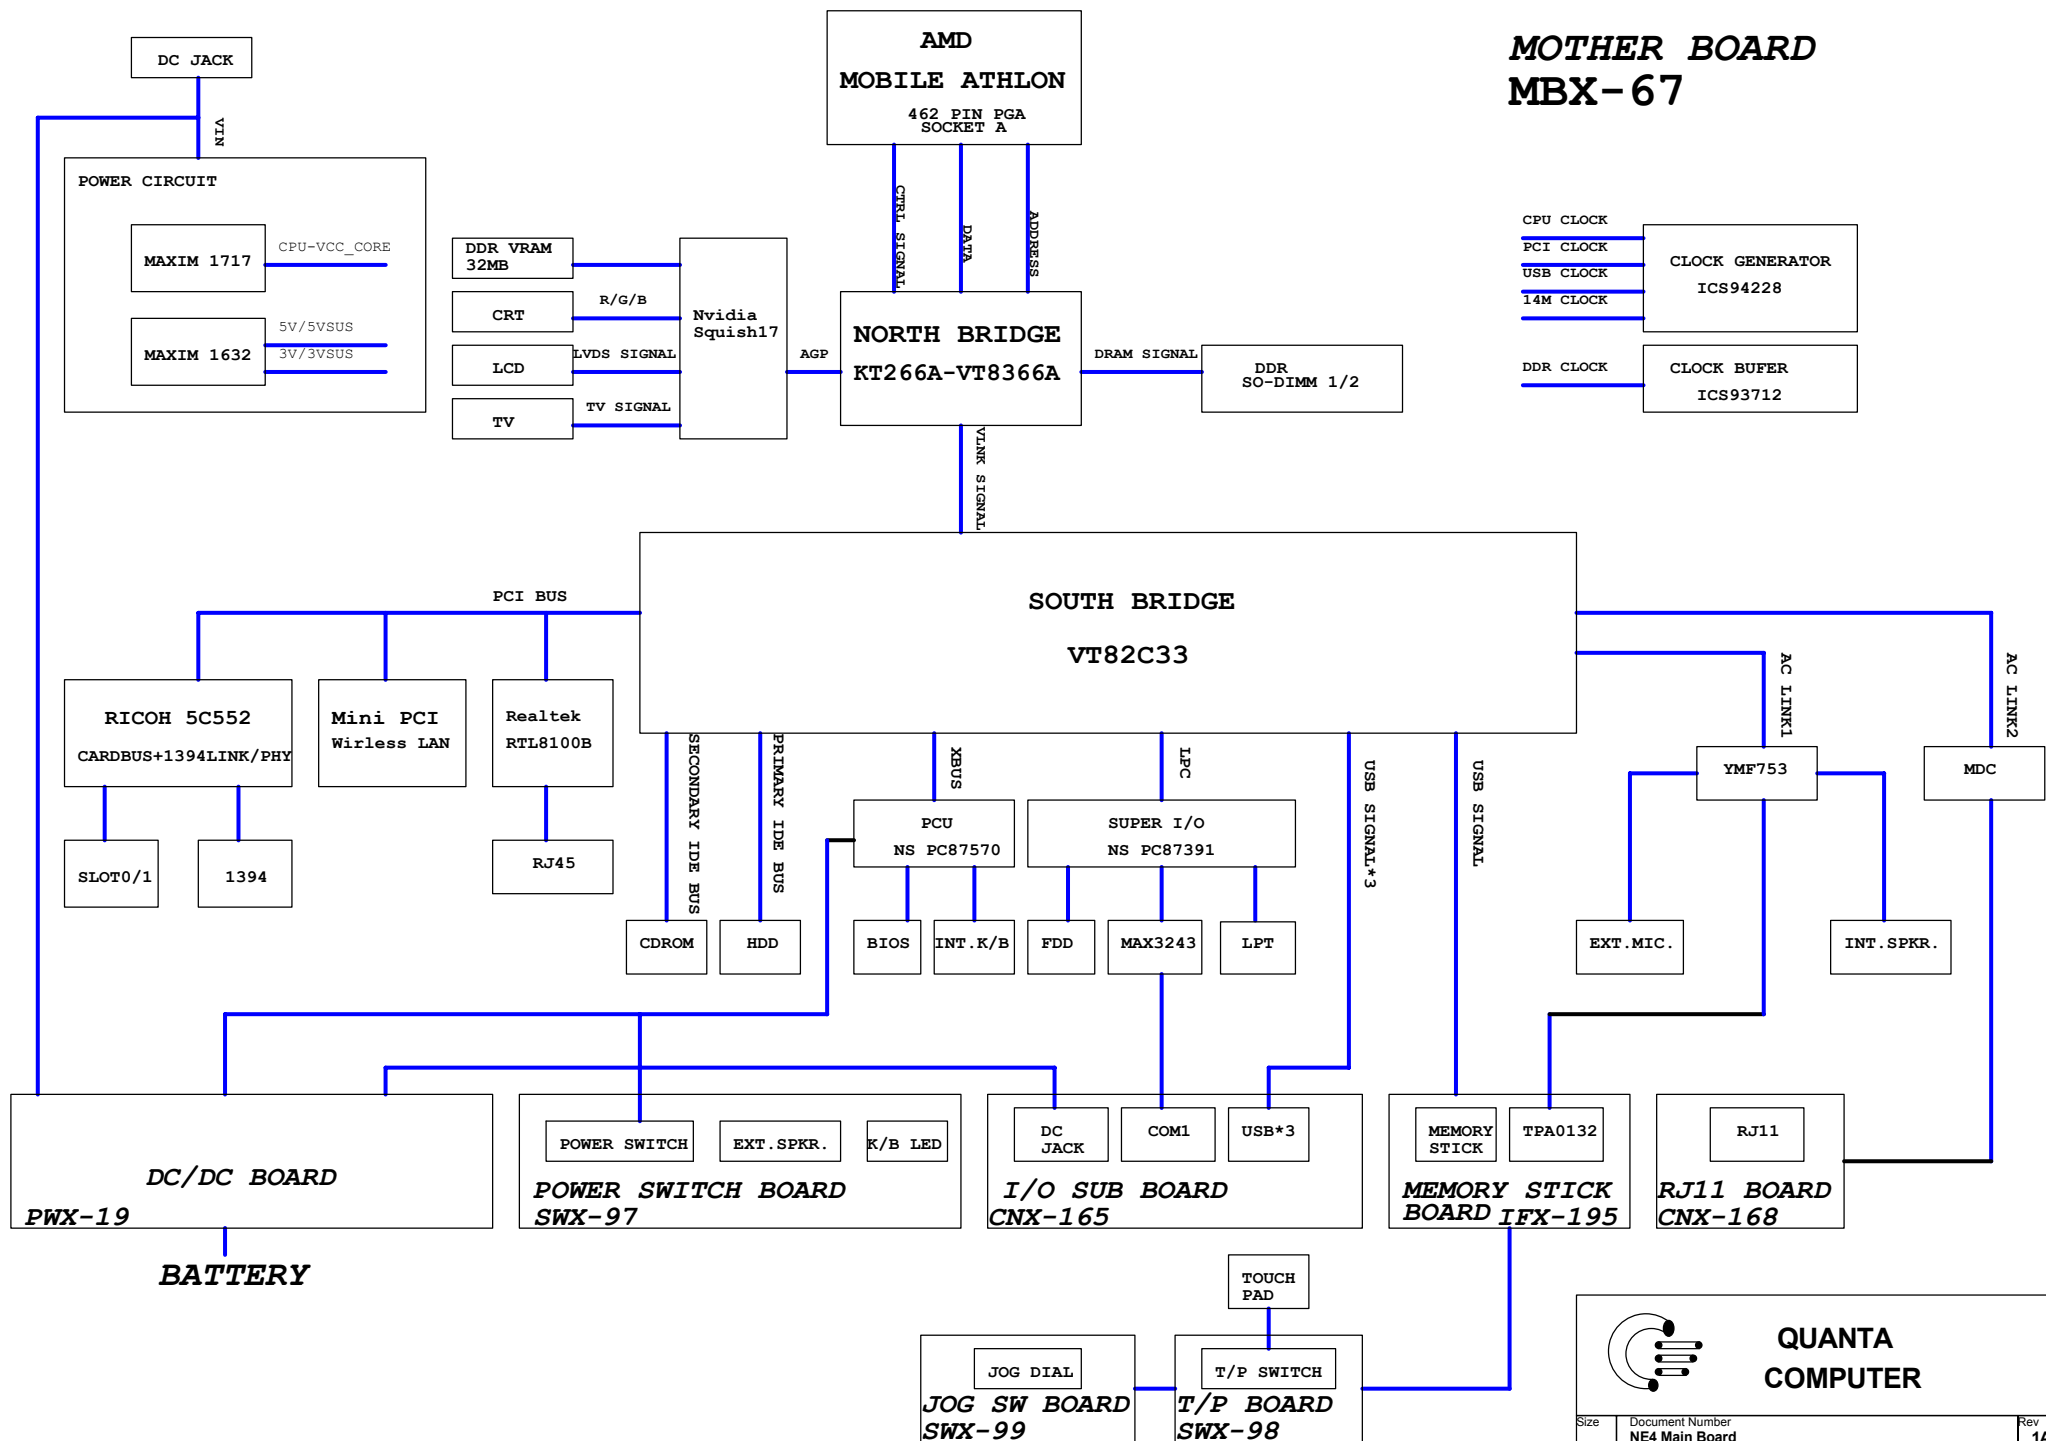 MOTHER BOARD
MBX-67
DC JACK
VIN
POWER CIRCUIT
MAXIM 1717
CPU-VCC_CORE
MAXIM 1632
5V/5VSUS
3V/3VSUS
AMD
MOBILE ATHLON
462 PIN PGA
SOCKET A
CTRL SIGNAL
DATA
ADDRESS
DDR VRAM
32MB
CRT
R/G/B
LCD
LVDS SIGNAL
TV
TV SIGNAL
Nvidia
Squish17
AGP
NORTH BRIDGE
KT266A-VT8366A
DRAM SIGNAL
DDR
SO-DIMM 1/2
CPU CLOCK
PCI CLOCK
USB CLOCK
14M CLOCK
CLOCK GENERATOR
ICS94228
DDR CLOCK
CLOCK BUFER
ICS93712
VLNK SIGNAL
SOUTH BRIDGE
VT82C33
PCI BUS
RICOH 5C552
CARDBUS+1394LINK/PHY
Mini PCI
Wirless LAN
Realtek
RTL8100B
SLOT0/1
1394
RJ45
SECONDARY IDE BUS
PRIMARY IDE BUS
XBUS
LPC
USB SIGNAL*3
USB SIGNAL
AC LINK1
AC LINK2
PCU
NS PC87570
SUPER I/O
NS PC87391
YMF753
MDC
CDROM
HDD
BIOS
INT.K/B
FDD
MAX3243
LPT
EXT.MIC.
INT.SPKR.
DC/DC BOARD
PWX-19
BATTERY
POWER SWITCH
EXT.SPKR.
K/B LED
POWER SWITCH BOARD
SWX-97
DC
JACK
COM1
USB*3
I/O SUB BOARD
CNX-165
MEMORY
STICK
TPA0132
MEMORY STICK
BOARD IFX-195
RJ11
RJ11 BOARD
CNX-168
TOUCH
PAD
JOG DIAL
JOG SW BOARD
SWX-99
T/P SWITCH
T/P BOARD
SWX-98
QUANTA
COMPUTER
Size
Document Number
Rev
NE4 Main Board
1A